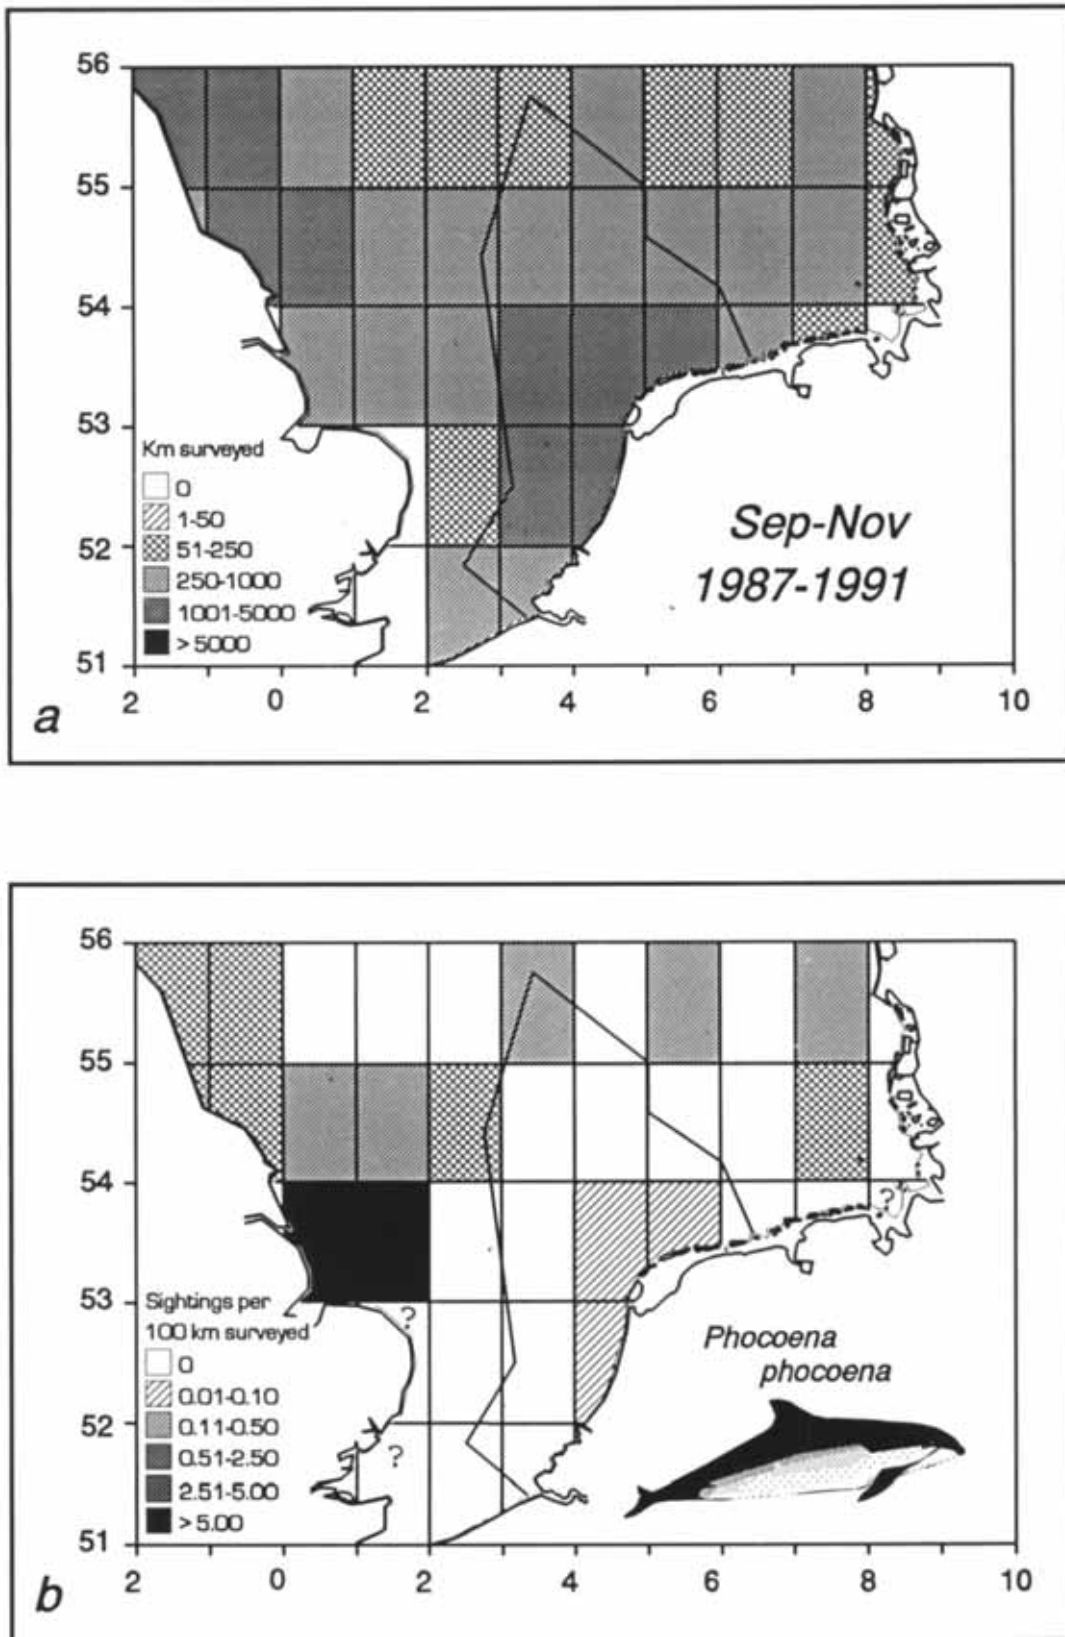 56
55
54
53
52
51
Km surveyed
0
1-50
51-250
250-1000
1001-5000
> 5000
Sep-Nov
1987-1991
2 0 2 4 6 8 10
a
56
55
54
53
52
51
?
?
?
Sightings per
100 km surveyed
0
0.01-0.10
0.11-0.50
0.51-2.50
2.51-5.00
> 5.00
Phocoena
phocoena
2 0 2 4 6 8 10
b